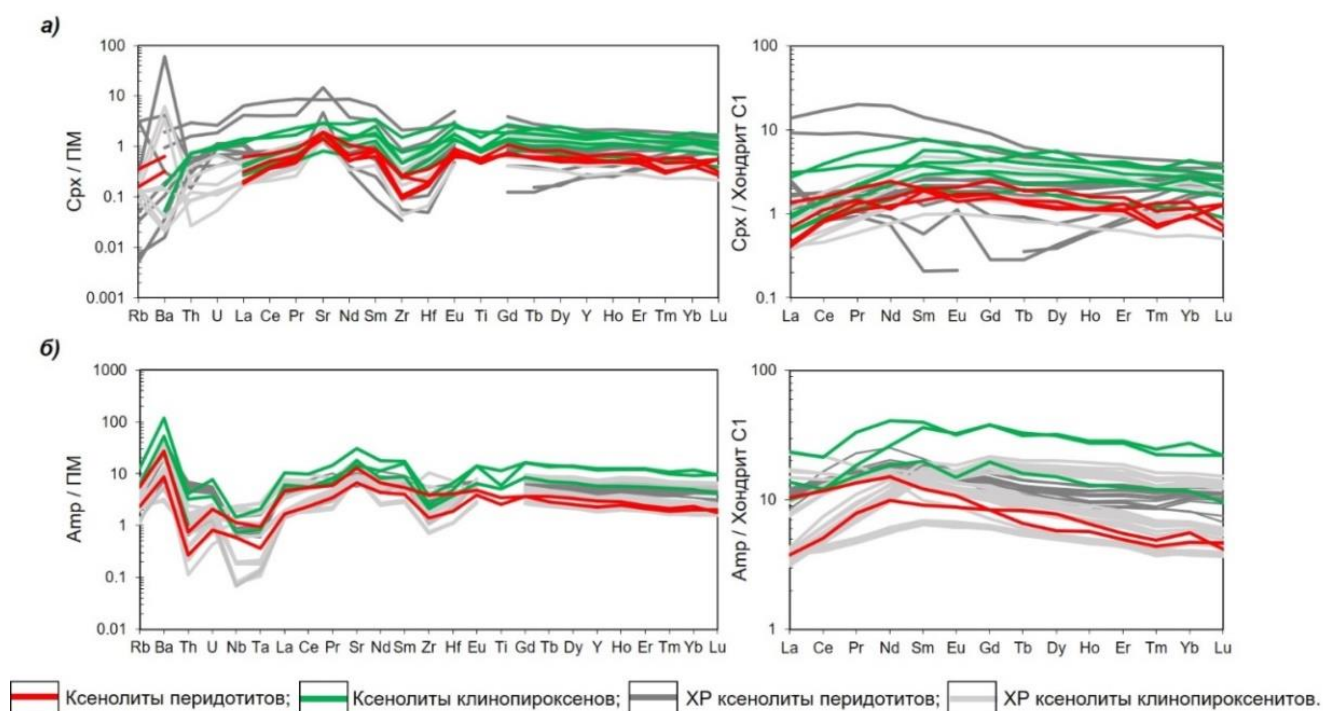 а)
100
10
1
0.1
0.01
0.001
Cpx / ПМ
Rb Ba Th U La Ce Pr Sr Nd Sm Zr Hf Eu Ti Gd Tb Dy Y Ho Er Tm Yb Lu
100
10
1
0.1
Cpx / Хондрит С1
La Ce Pr Nd Sm Eu Gd Tb Dy Ho Er Tm Yb Lu
б)
1000
100
10
1
0.1
0.01
Amp / ПМ
Rb Ba Th U Nb Ta La Ce Pr Sr Nd Sm Zr Hf Eu Ti Gd Tb Dy Y Ho Er Tm Yb Lu
100
10
1
Amp / Хондрит С1
La Ce Pr Nd Sm Eu Gd Tb Dy Ho Er Tm Yb Lu
Ксенолиты перидотитов; Ксенолиты клинопироксенов; ХР ксенолиты перидотитов; ХР ксенолиты клинопироксенитов.